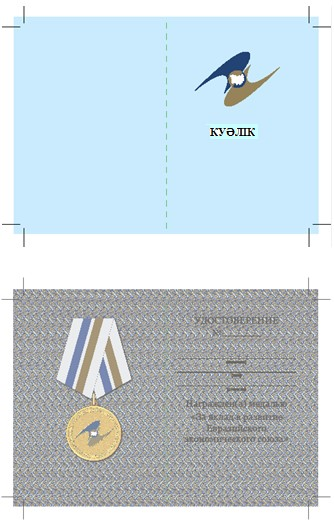 КУӘЛІК
УДОСТОВЕРЕНИЕ
№
Награжден(а) медалью
«За вклад в развитие
Евразийского
экономического союза»